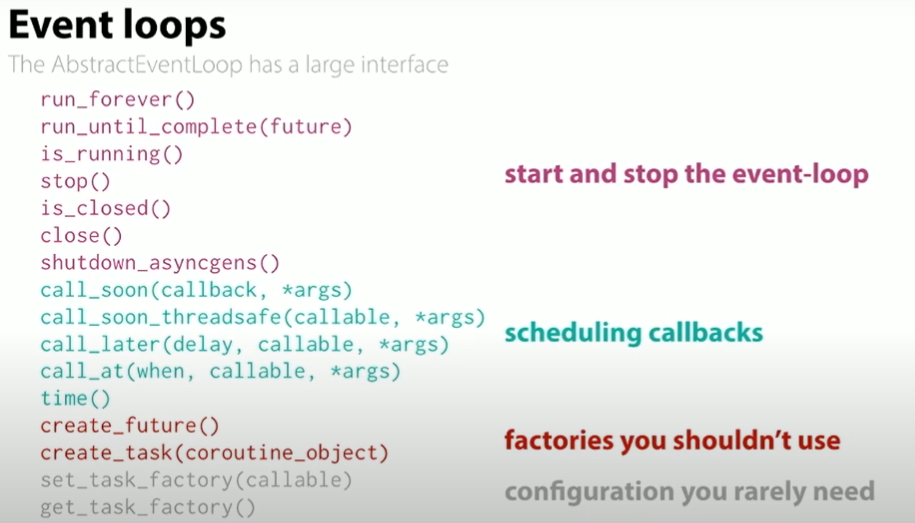 Event loops
The AbstractEventLoop has a large interface
run_forever()
run_until_complete(future)
is_running()
stop()
is_closed()
close()
shutdown_asyncgens()
start and stop the event-loop
call_soon(callback, *args)
call_soon_threadsafe(callable, *args)
call_later(delay, callable, *args)
call_at(when, callable, *args)
time()
scheduling callbacks
create_future()
create_task(coroutine_object)
factories you shouldn't use
set_task_factory(callable)
get_task_factory()
configuration you rarely need